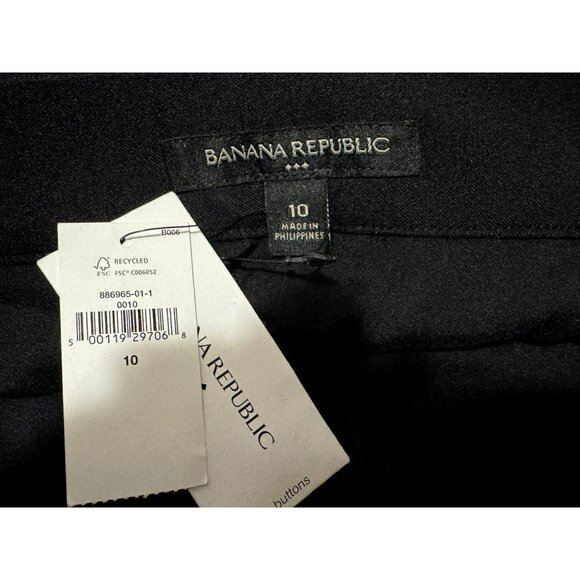 BANANA REPUBLIC
10
MADE IN
PHILIPPINES
B006
FSC
RECYCLED
FSC® C006052
886965-01-1
0010
5 00119 29706 8
10
NA REPUBLIC
buttons